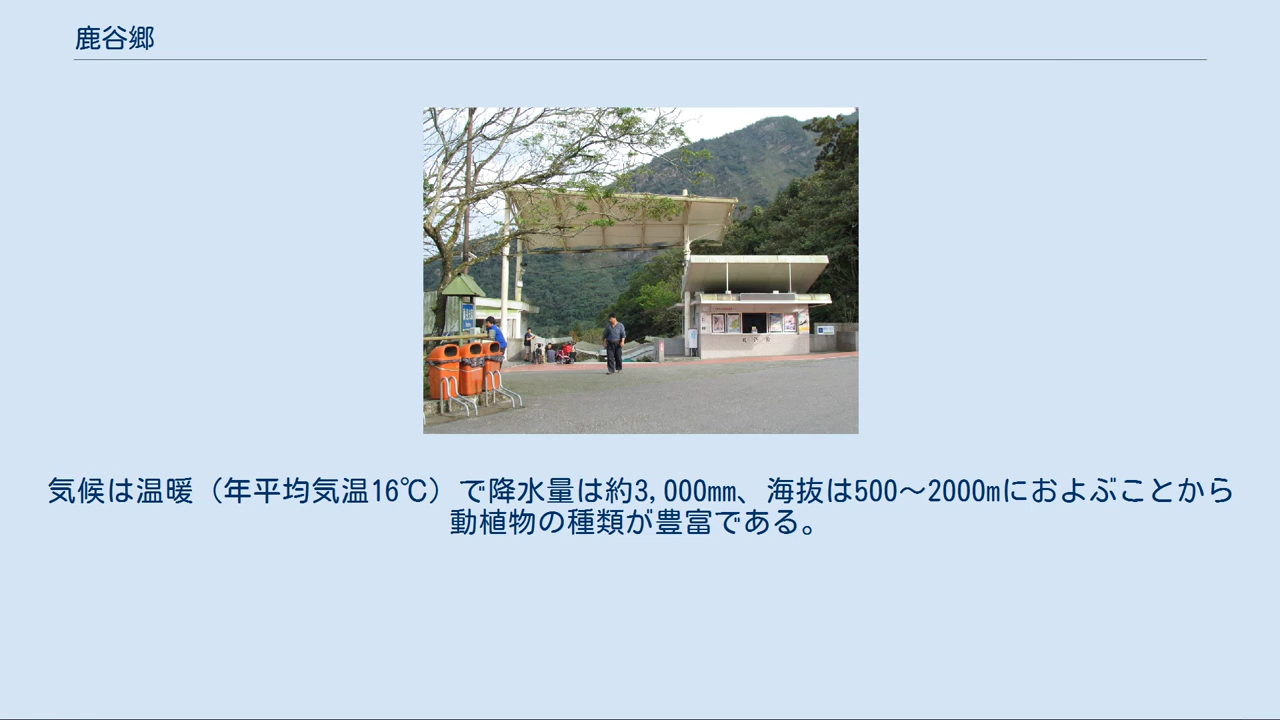 鹿谷郷
気候は温暖（年平均気温16℃）で降水量は約3,000mm、海抜は500～2000mにおよぶことから
動植物の種類が豊富である。